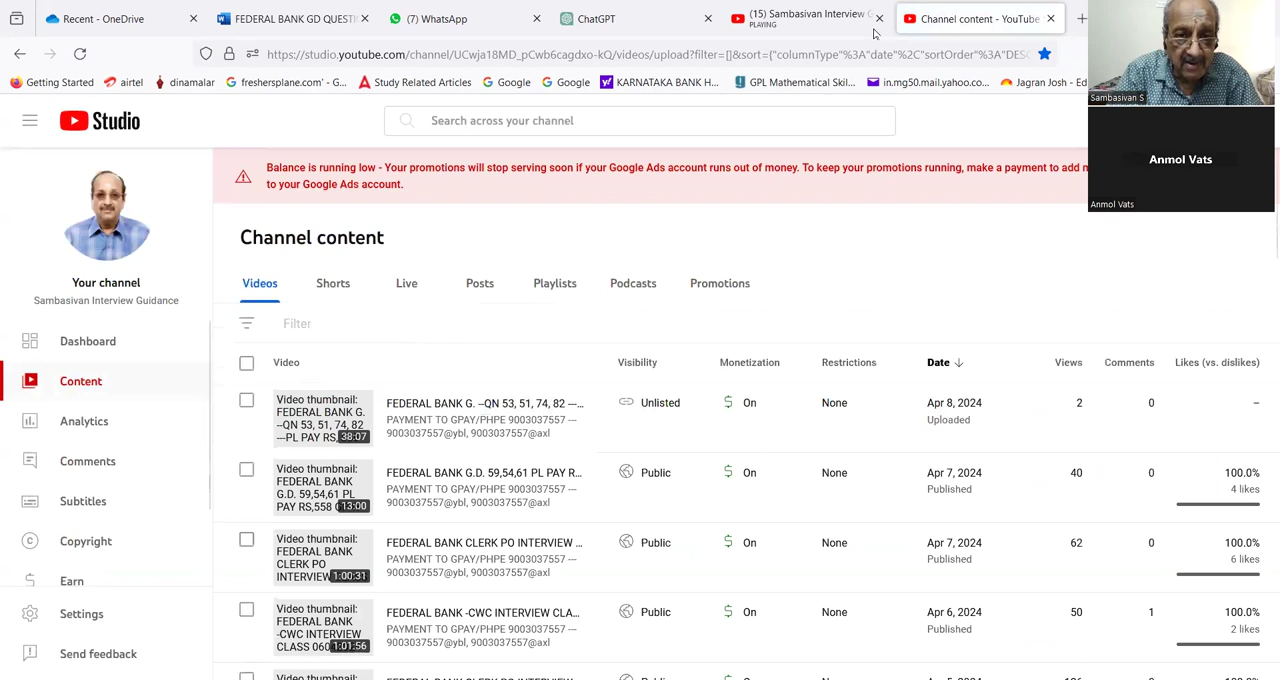 Recent - OneDrive
FEDERAL BANK GD QUESTI
(7) WhatsApp
ChatGPT
(15) Sambasivan Interview G
PLAYING
Channel content - YouTube
https://studio.youtube.com/channel/UCwja18MD_pCwb6cagdxo-kQ/videos/upload?filter=[]&sort={"columnType"%3A"date"%2C"sortOrder"%3A"DESC
Getting Started
airtel
dinamalar
freshersplane.com' - G...
Study Related Articles
Google
Google
KARNATAKA BANK H...
GPL Mathematical Skil...
in.mg50.mail.yahoo.co...
Jagran Josh - Ed
Studio
Search across your channel
Sambasivan S
Anmol Vats
Anmol Vats
Balance is running low - Your promotions will stop serving soon if your Google Ads account runs out of money. To keep your promotions running, make a payment to add
to your Google Ads account.
Channel content
Your channel
Sambasivan Interview Guidance
Videos
Shorts
Live
Posts
Playlists
Podcasts
Promotions
Filter
Dashboard
Content
Analytics
Comments
Subtitles
Copyright
Earn
Settings
Send feedback
Video
Visibility
Monetization
Restrictions
Date
Views
Comments
Likes (vs. dislikes)
Video thumbnail:
FEDERAL BANK G.
--QN 53, 51, 74, 82
---PL PAY RS,
38:07
FEDERAL BANK G. --QN 53, 51, 74, 82 ---...
PAYMENT TO GPAY/PHPE 9003037557 ---
9003037557@ybl, 9003037557@axl
Unlisted
On
None
Apr 8, 2024
Uploaded
2
0
–
Video thumbnail:
FEDERAL BANK
G.D. 59,54,61 PL
PAY RS,558
13:00
FEDERAL BANK G.D. 59,54,61 PL PAY R...
PAYMENT TO GPAY/PHPE 9003037557 ---
9003037557@ybl, 9003037557@axl
Public
On
None
Apr 7, 2024
Published
40
0
100.0%
4 likes
Video thumbnail:
FEDERAL BANK
CLERK PO
INTERVIEW
1:00:31
FEDERAL BANK CLERK PO INTERVIEW ...
PAYMENT TO GPAY/PHPE 9003037557 ---
9003037557@ybl, 9003037557@axl
Public
On
None
Apr 7, 2024
Published
62
0
100.0%
6 likes
Video thumbnail:
FEDERAL BANK
-CWC INTERVIEW
CLASS 060
1:01:56
FEDERAL BANK -CWC INTERVIEW CLA...
PAYMENT TO GPAY/PHPE 9003037557 ---
9003037557@ybl, 9003037557@axl
Public
On
None
Apr 6, 2024
Published
50
1
100.0%
2 likes
Video thumbnail: